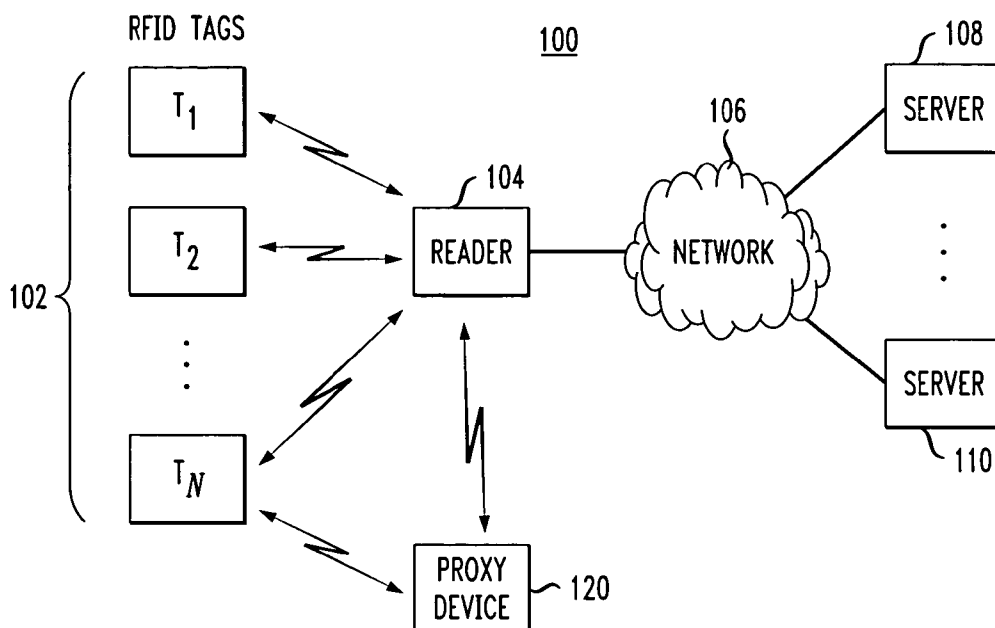 RFID TAGS
100
108
T1
SERVER
106
104
T2
READER
NETWORK
102
SERVER
110
TN
PROXY
DEVICE
120